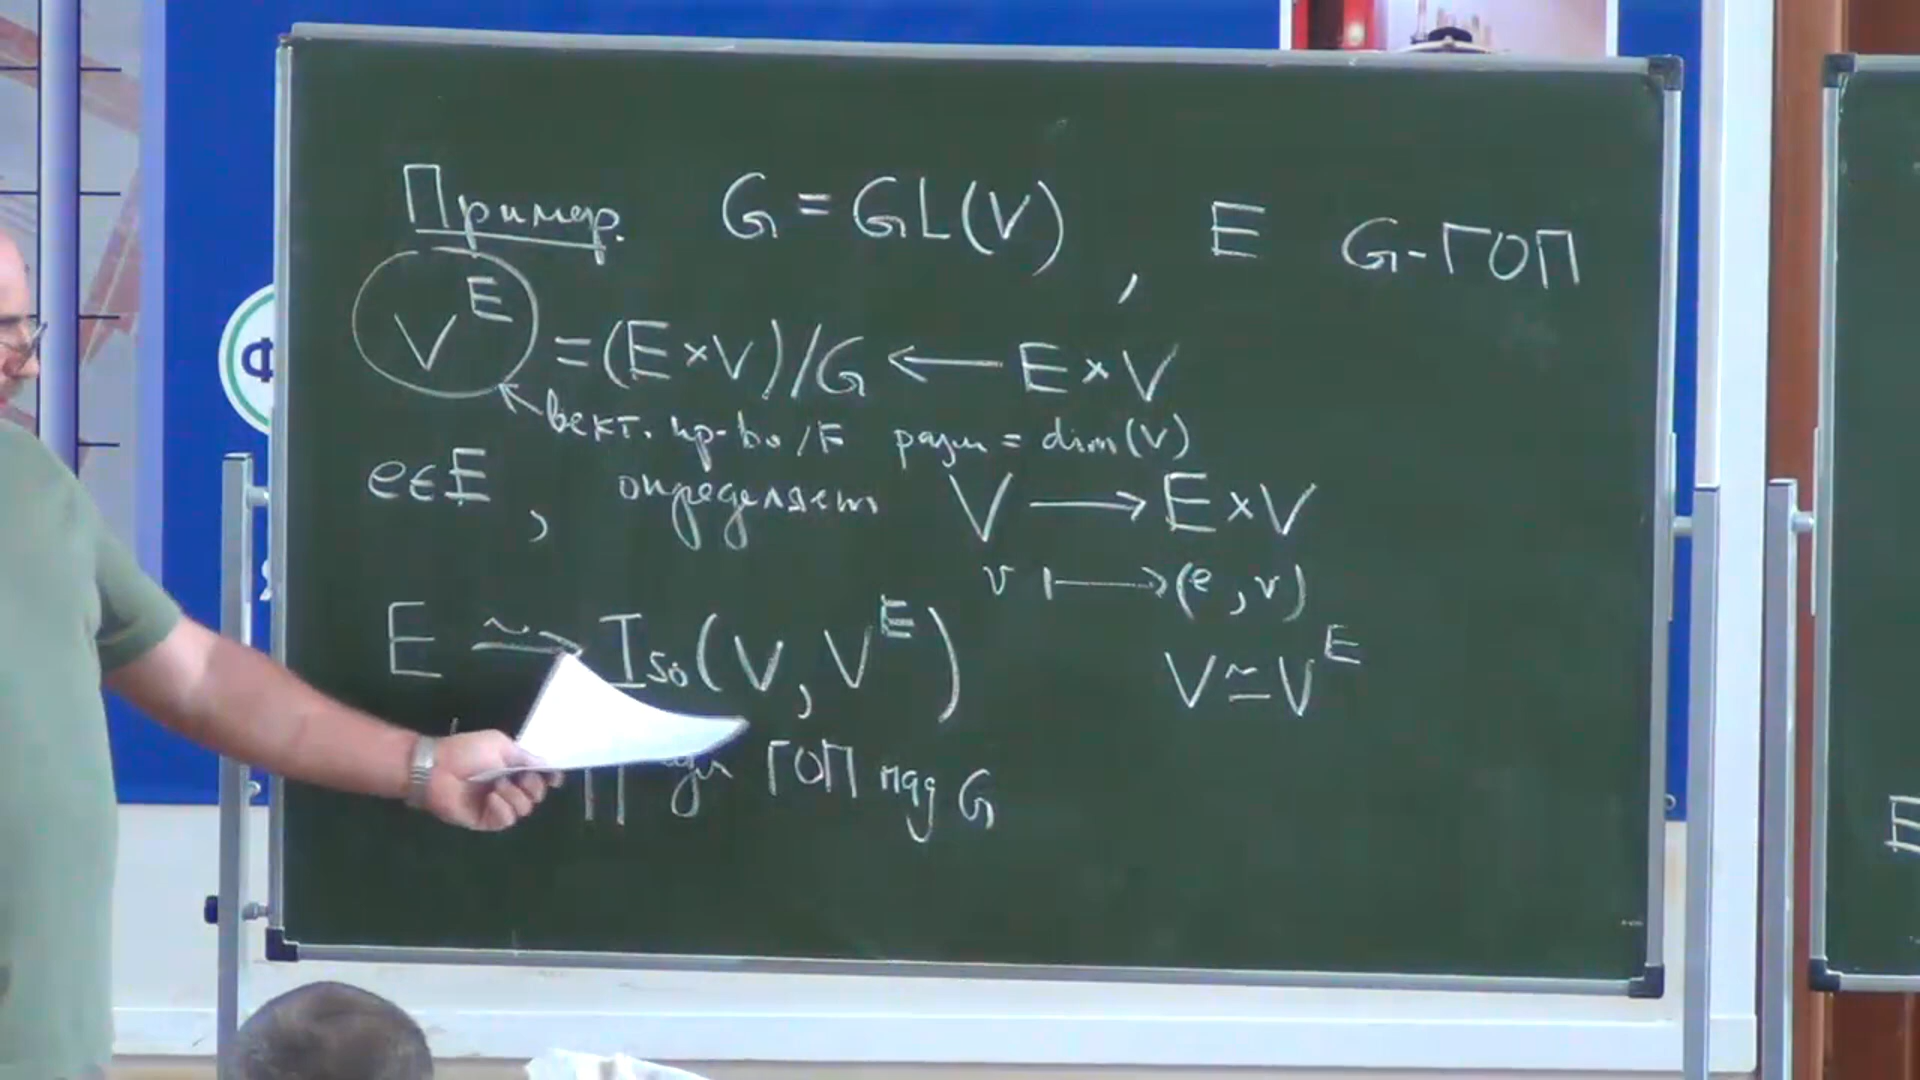 Пример. G = GL(V), E G-ГОП
V^E = (E × V)/G ← E × V
вект. пр-во /F разм = dim(V)
e ∈ E, определяет V → E × V
v ↦ (e, v)
E ≃→ Iso(V, V^E) V ≃ V^E
ГОП над G
Ф
E